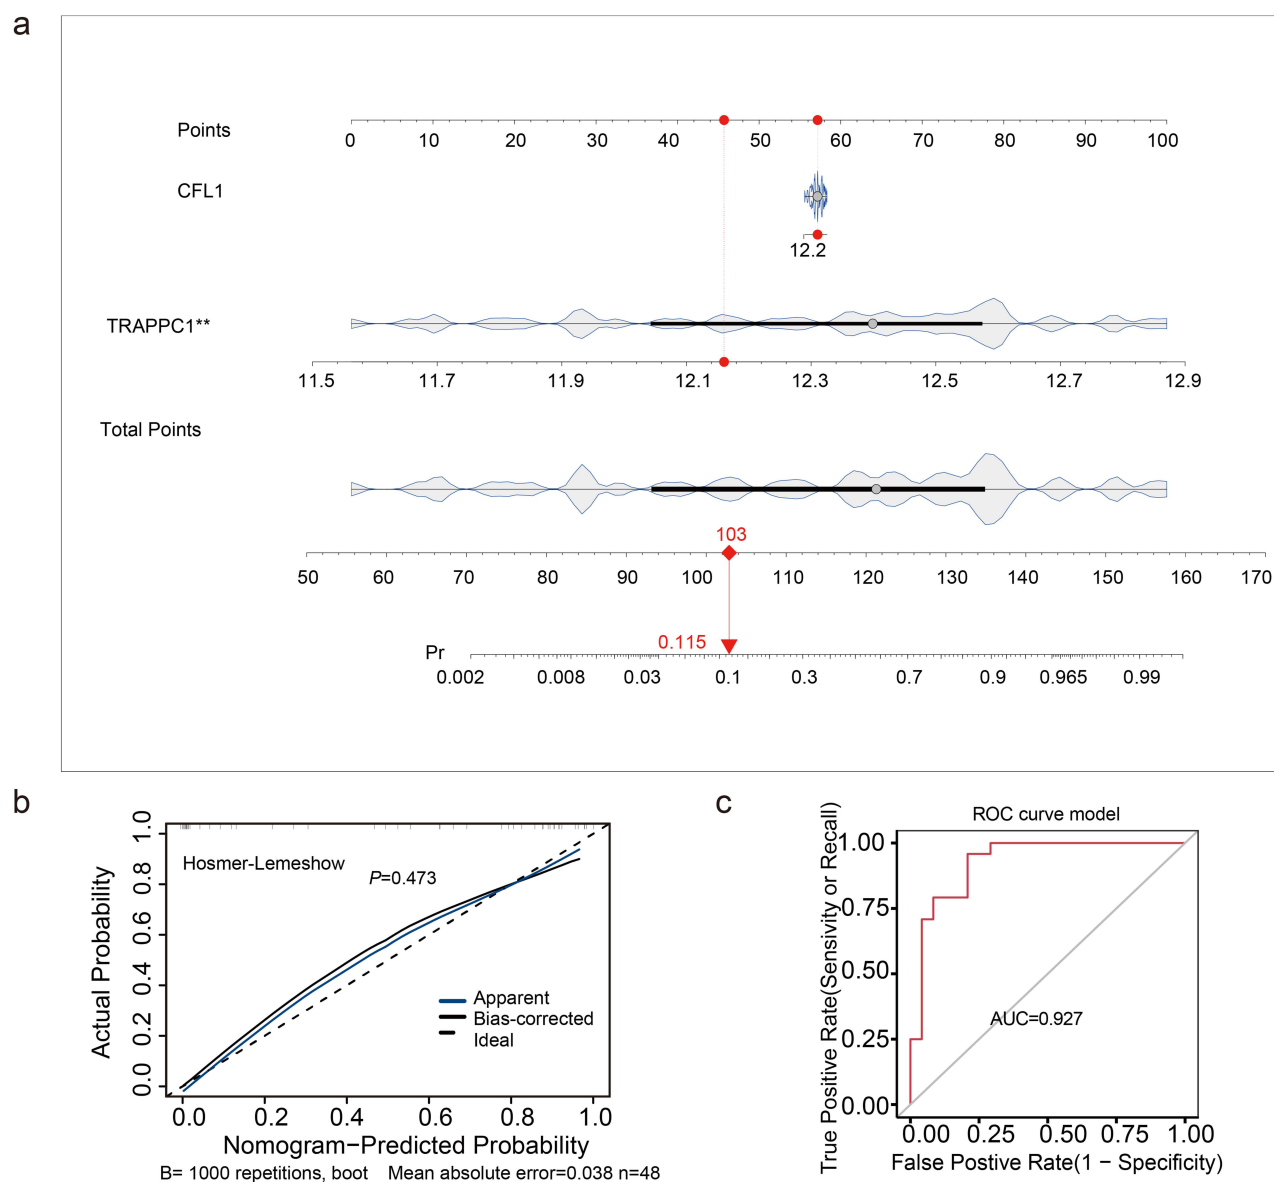 a
Points
0 10 20 30 40 50 60 70 80 90 100
CFL1
12.2
TRAPPC1**
11.5 11.7 11.9 12.1 12.3 12.5 12.7 12.9
Total Points
103
50 60 70 80 90 100 110 120 130 140 150 160 170
0.115
Pr
0.002 0.008 0.03 0.1 0.3 0.7 0.9 0.965 0.99
b
Hosmer-Lemeshow
P=0.473
Actual Probability
1.0
0.8
0.6
0.4
0.2
0.0
Apparent
Bias-corrected
Ideal
0.0 0.2 0.4 0.6 0.8 1.0
Nomogram-Predicted Probability
B= 1000 repetitions, boot Mean absolute error=0.038 n=48
c
ROC curve model
True Positive Rate(Sensivity or Recall)
1.00
0.75
0.50
0.25
0.00
AUC=0.927
0.00 0.25 0.50 0.75 1.00
False Postive Rate(1 − Specificity)